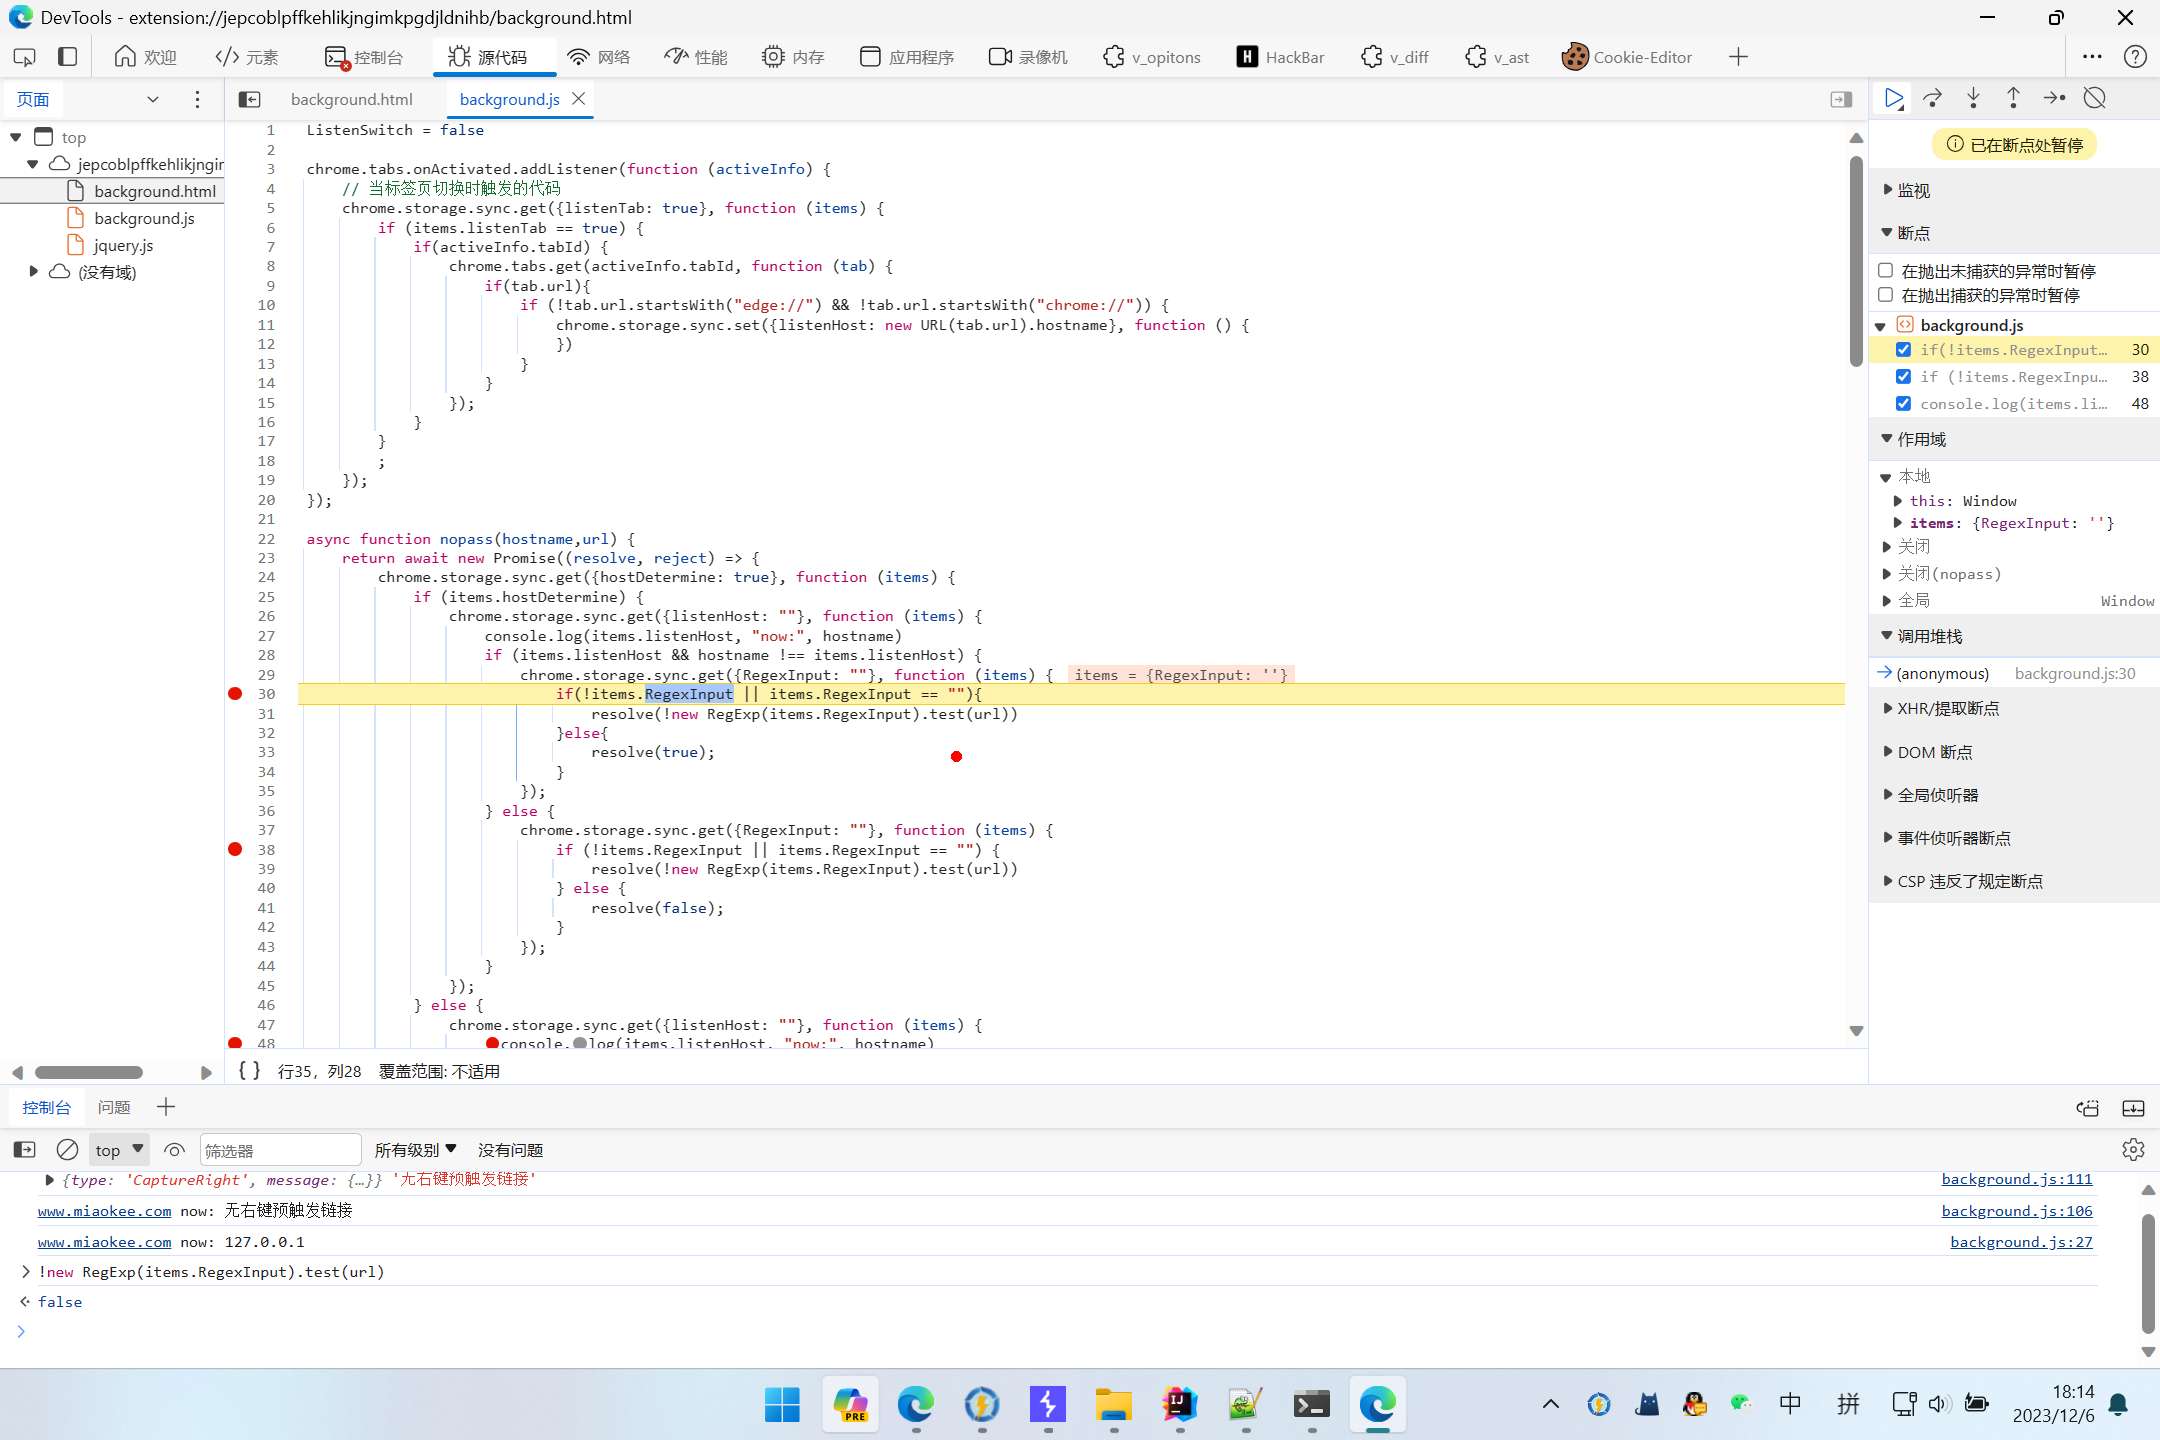 DevTools - extension://jepcoblpffkehlikjngimkpgdjldnihb/background.html
欢迎 元素 控制台 源代码 网络 性能 内存 应用程序 录像机 v_opitons HackBar v_diff v_ast Cookie-Editor
页面 background.html background.js
top
jepcoblpffkehlikjngir
background.html
background.js
jquery.js
(没有域)
1 ListenSwitch = false
2
3 chrome.tabs.onActivated.addListener(function (activeInfo) {
4 // 当标签页切换时触发的代码
5 chrome.storage.sync.get({listenTab: true}, function (items) {
6 if (items.listenTab == true) {
7 if(activeInfo.tabId) {
8 chrome.tabs.get(activeInfo.tabId, function (tab) {
9 if(tab.url){
10 if (!tab.url.startsWith("edge://") && !tab.url.startsWith("chrome://")) {
11 chrome.storage.sync.set({listenHost: new URL(tab.url).hostname}, function () {
12 })
13 }
14 }
15 });
16 }
17 }
18 ;
19 });
20 });
21
22 async function nopass(hostname,url) {
23 return await new Promise((resolve, reject) => {
24 chrome.storage.sync.get({hostDetermine: true}, function (items) {
25 if (items.hostDetermine) {
26 chrome.storage.sync.get({listenHost: ""}, function (items) {
27 console.log(items.listenHost, "now:", hostname)
28 if (items.listenHost && hostname !== items.listenHost) {
29 chrome.storage.sync.get({RegexInput: ""}, function (items) { items = {RegexInput: ''}
30 if(!items.RegexInput || items.RegexInput == ""){
31 resolve(!new RegExp(items.RegexInput).test(url))
32 }else{
33 resolve(true);
34 }
35 });
36 } else {
37 chrome.storage.sync.get({RegexInput: ""}, function (items) {
38 if (!items.RegexInput || items.RegexInput == "") {
39 resolve(!new RegExp(items.RegexInput).test(url))
40 } else {
41 resolve(false);
42 }
43 });
44 }
45 });
46 } else {
47 chrome.storage.sync.get({listenHost: ""}, function (items) {
48 console.log(items.listenHost, "now:", hostname)
{ } 行35，列28 覆盖范围: 不适用
已在断点处暂停
监视
断点
在抛出未捕获的异常时暂停
在抛出捕获的异常时暂停
background.js
if(!items.RegexInput… 30
if (!items.RegexInpu… 38
console.log(items.li… 48
作用域
本地
this: Window
items: {RegexInput: ''}
关闭
关闭(nopass)
全局 Window
调用堆栈
(anonymous) background.js:30
XHR/提取断点
DOM 断点
全局侦听器
事件侦听器断点
CSP 违反了规定断点
控制台 问题
top 筛选器 所有级别 没有问题
{type: 'CaptureRight', message: {…}} '无右键预触发链接' background.js:111
www.miaokee.com now: 无右键预触发链接 background.js:106
www.miaokee.com now: 127.0.0.1 background.js:27
!new RegExp(items.RegexInput).test(url)
false
PRE
中 拼
18:14
2023/12/6